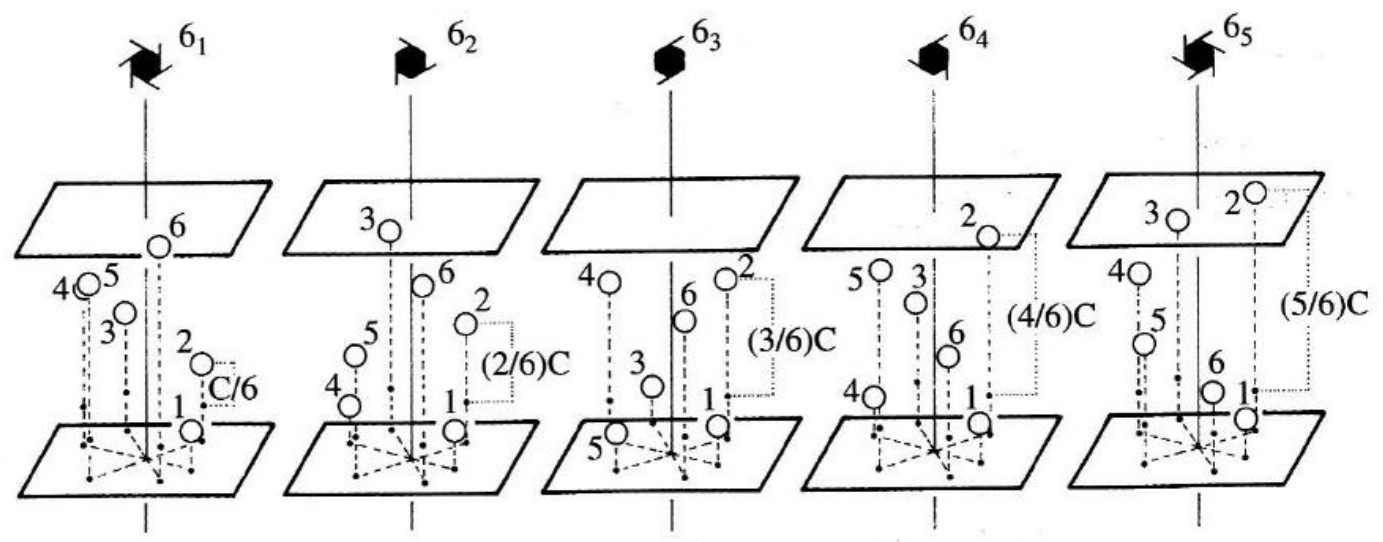 6₁ 6₂ 6₃ 6₄ 6₅
6 4 5 3 2 C/6 1
3 6 2 5 (2/6)C 4 1
4 2 6 (3/6)C 3 1 5
2 5 3 (4/6)C 6 4 1
3 2 4 (5/6)C 5 6 1